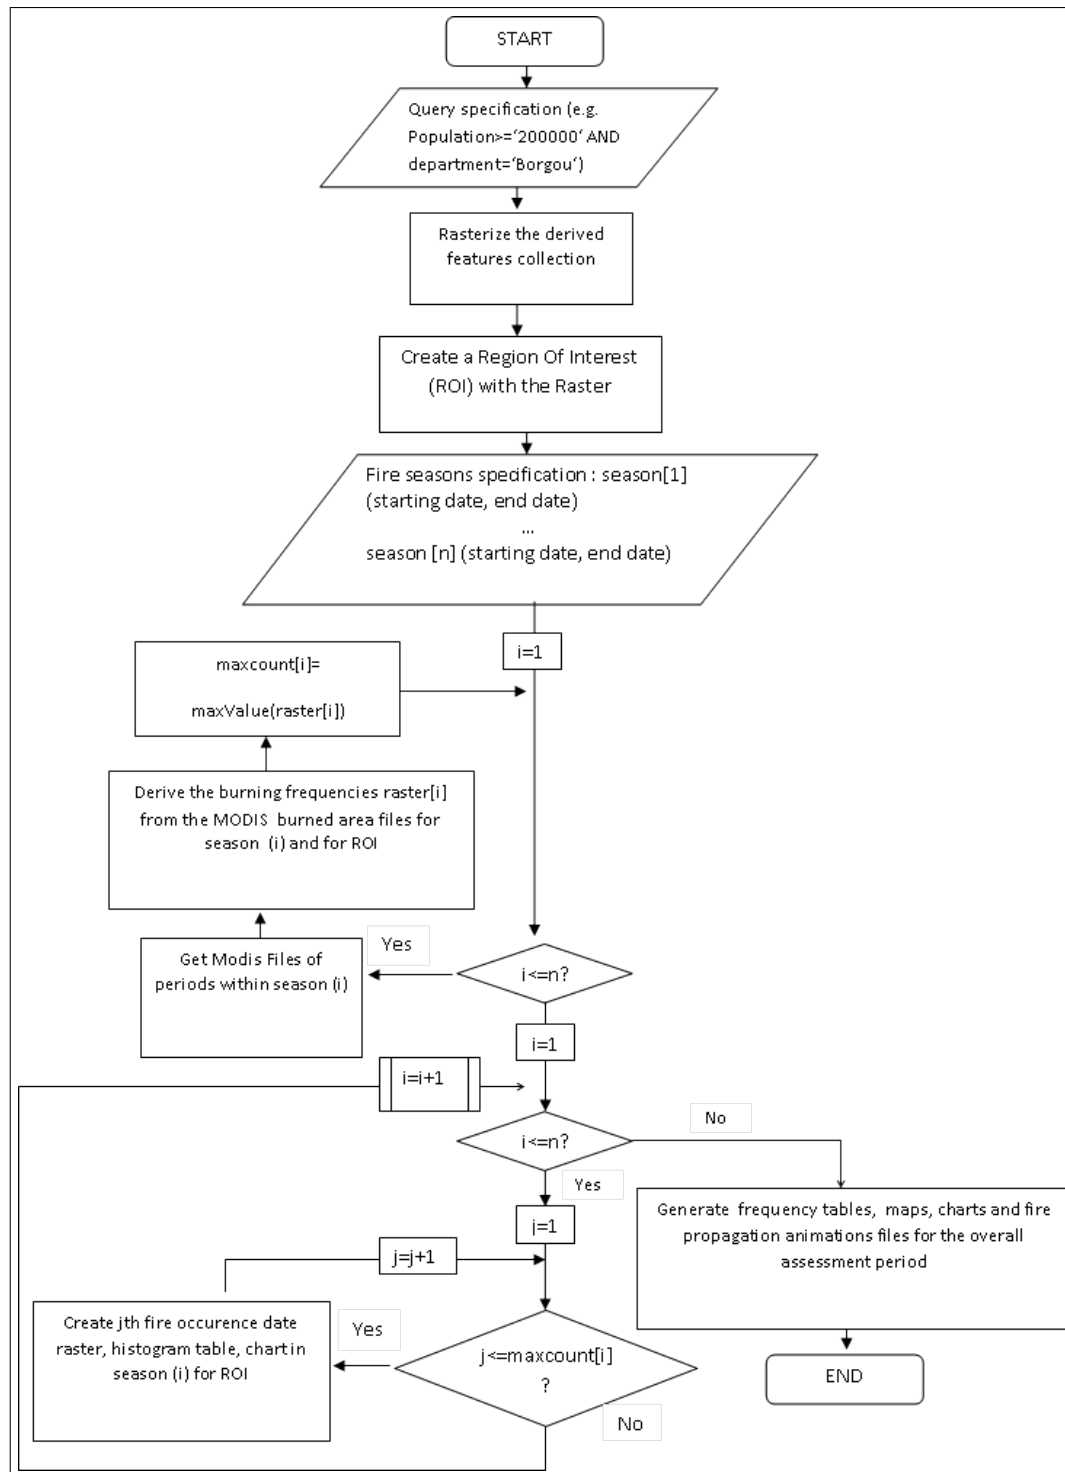 START
Query specification (e.g.
Population>=‘200000‘ AND
department=‘Borgou‘)
Rasterize the derived
features collection
Create a Region Of Interest
(ROI) with the Raster
Fire seasons specification : season[1]
(starting date, end date)
...
season [n] (starting date, end date)
i=1
maxcount[i]=
maxValue(raster[i])
Derive the burning frequencies raster[i]
from the MODIS burned area files for
season (i) and for ROI
Yes
Get Modis Files of
periods within season (i)
i<=n?
i=1
i=i+1
i<=n?
No
Yes
Generate frequency tables, maps, charts and fire
propagation animations files for the overall
assessment period
j=1
j=j+1
Create jth fire occurence date
raster, histogram table, chart in
season (i) for ROI
Yes
j<=maxcount[i]
?
No
END